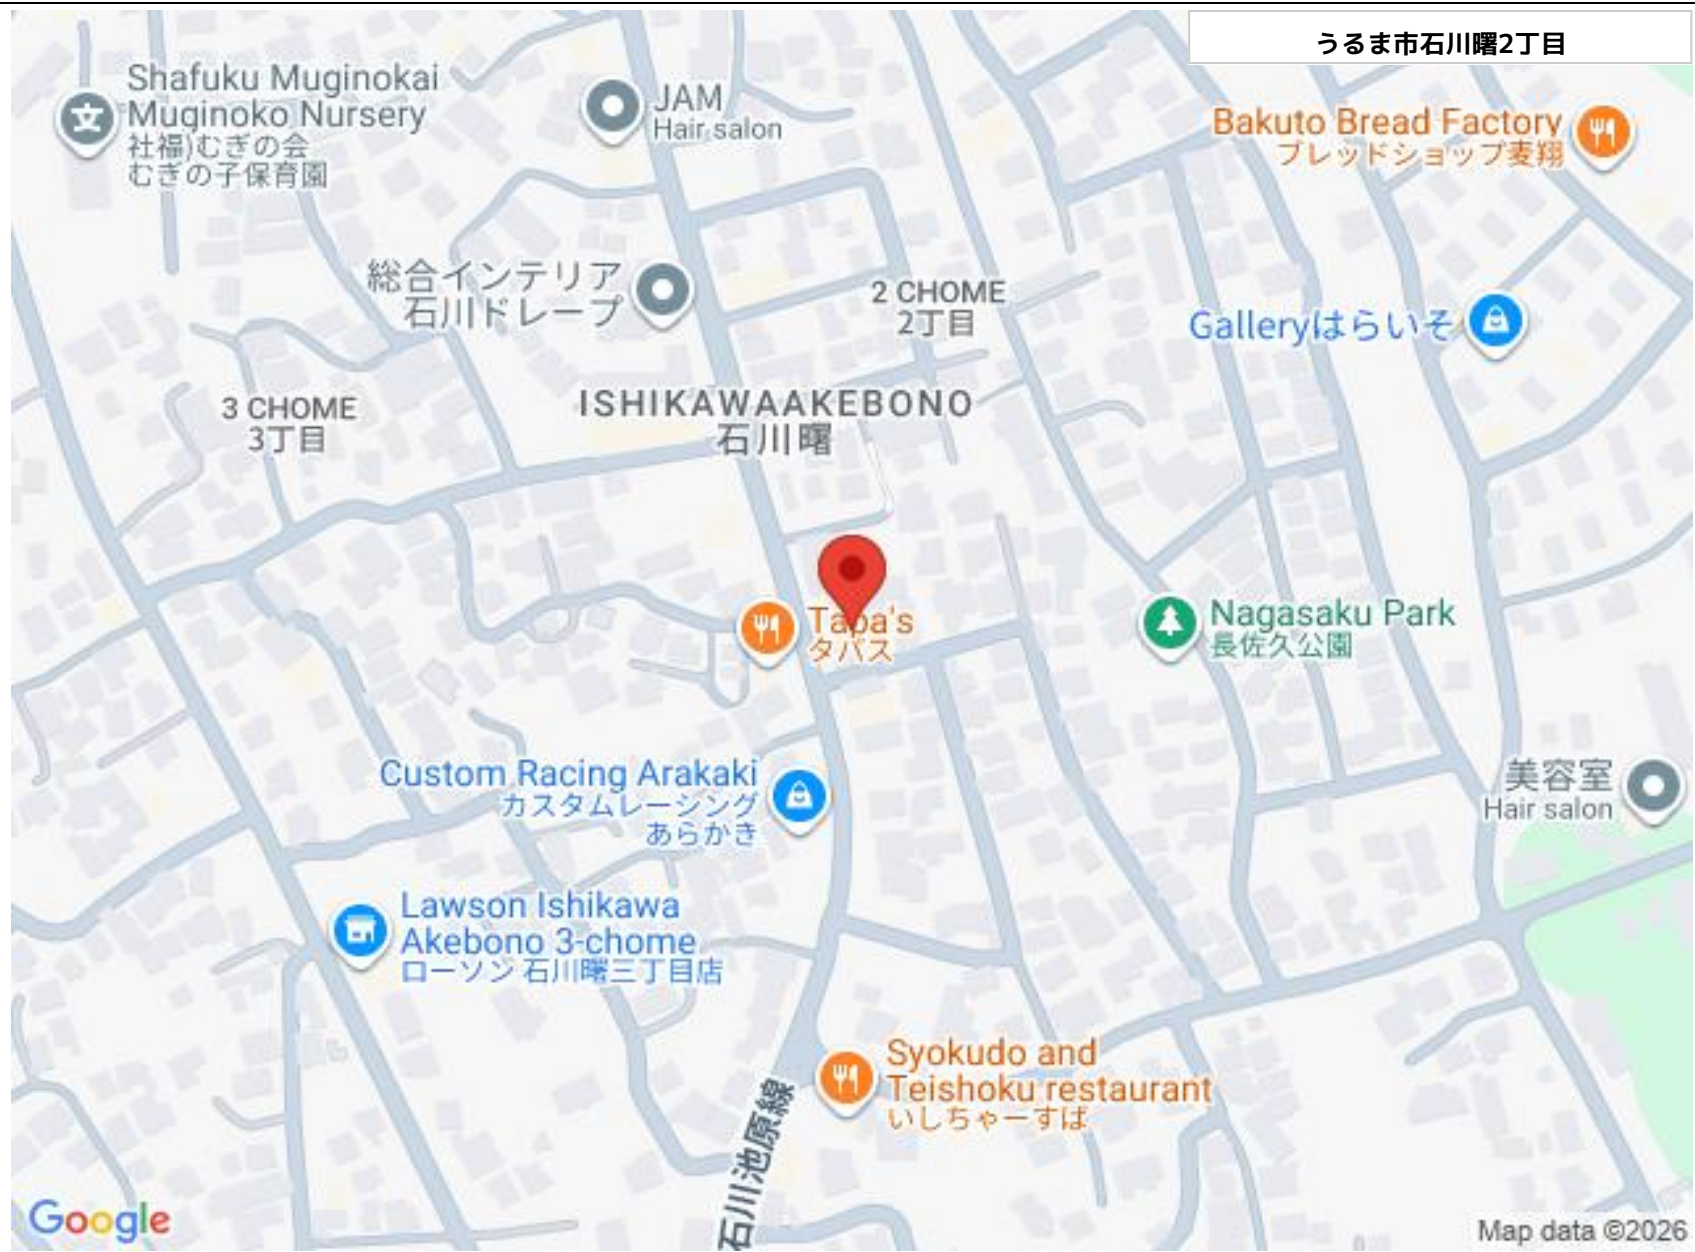 うるま市石川曙2丁目
Shafuku Muginokai
Muginoko Nursery
社福)むぎの会
むぎの子保育園
JAM
Hair salon
Bakuto Bread Factory
ブレッドショップ麦翔
総合インテリア
石川ドレープ
2 CHOME
2丁目
Galleryはらいそ
3 CHOME
3丁目
ISHIKAWAAKEBONO
石川曙
Tapa's
タパス
Nagasaku Park
長佐久公園
Custom Racing Arakaki
カスタムレーシング
あらかき
美容室
Hair salon
Lawson Ishikawa
Akebono 3-chome
ローソン 石川曙三丁目店
Syokudo and
Teishoku restaurant
いしちゃーすば
石川池原線
Google
Map data ©2026